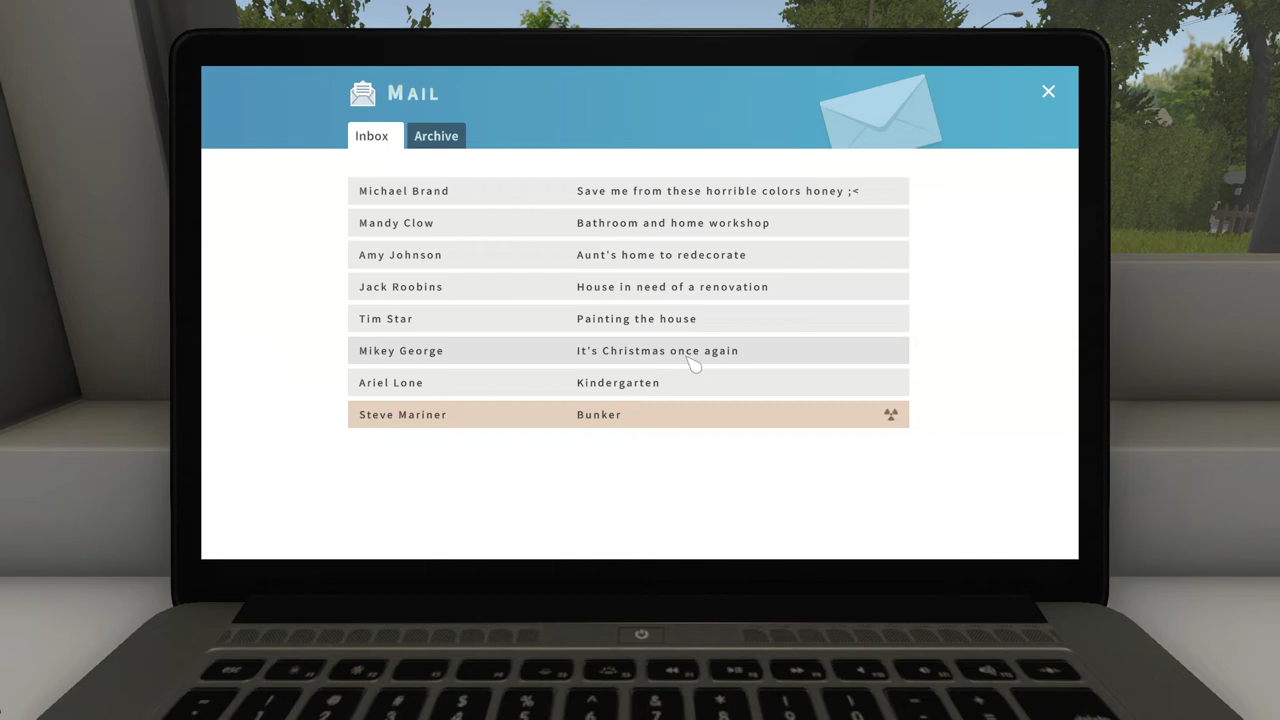 MAIL
Inbox Archive
Michael Brand Save me from these horrible colors honey ;<
Mandy Clow Bathroom and home workshop
Amy Johnson Aunt's home to redecorate
Jack Roobins House in need of a renovation
Tim Star Painting the house
Mikey George It's Christmas once again
Ariel Lone Kindergarten
Steve Mariner Bunker
esc